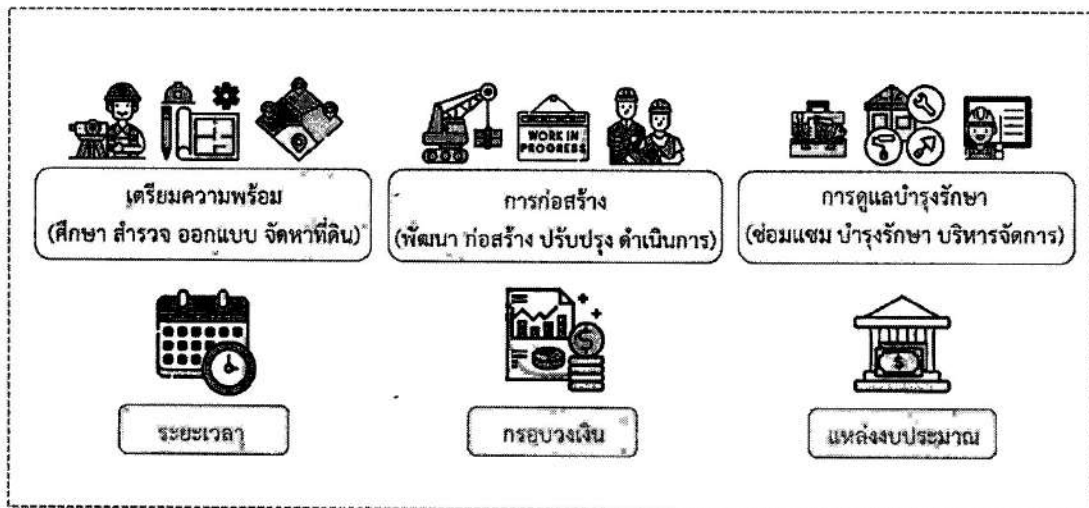 WORK IN
PROGRESS
เตรียมความพร้อม
(ศึกษา สำรวจ ออกแบบ จัดหาที่ดิน)
การก่อสร้าง
(พัฒนา ก่อสร้าง ปรับปรุง ดำเนินการ)
การดูแลบำรุงรักษา
(ซ่อมแซม บำรุงรักษา บริหารจัดการ)
$
$
ระยะเวลา
กรอบวงเงิน
แหล่งงบประมาณ